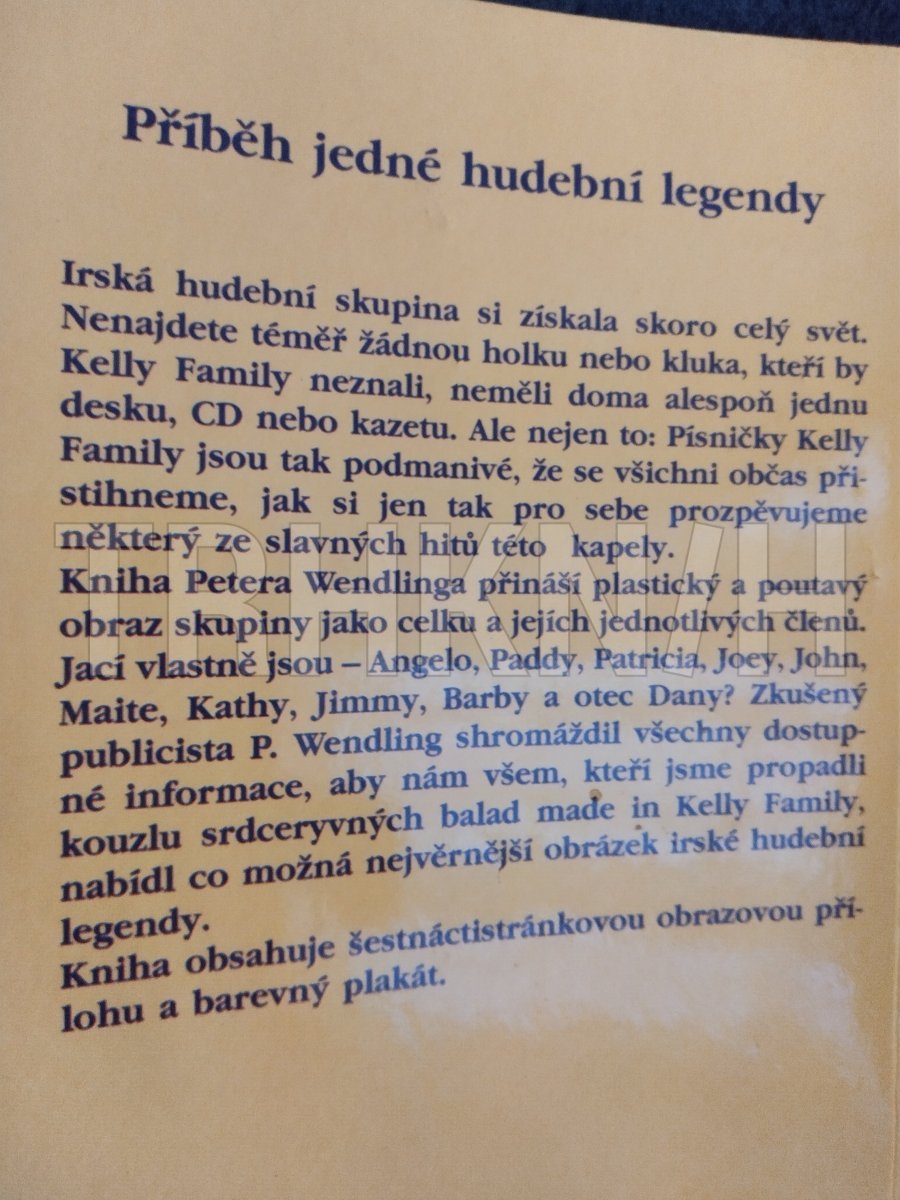 Příběh jedné hudební legendy
Irská hudební skupina si získala skoro celý svět.
Nenajdete téměř žádnou holku nebo kluka, kteří by
Kelly Family neznali, neměli doma alespoň jednu
desku, CD nebo kazetu. Ale nejen to: Písničky Kelly
Family jsou tak podmanivé, že se všichni občas při-
stihneme, jak si jen tak pro sebe prozpěvujeme
některý ze slavných hitů této kapely.
Kniha Petera Wendlinga přináší plastický a poutavý
obraz skupiny jako celku a jejích jednotlivých členů.
Jací vlastně jsou – Angelo, Paddy, Patricia, Joey, John,
Maite, Kathy, Jimmy, Barby a otec Dany? Zkušený
publicista P. Wendling shromáždil všechny dostup-
né informace, aby nám všem, kteří jsme propadli
kouzlu srdceryvných balad made in Kelly Family,
nabídl co možná nejvěrnější obrázek irské hudební
legendy.
Kniha obsahuje šestnáctistránkovou obrazovou pří-
lohu a barevný plakát.